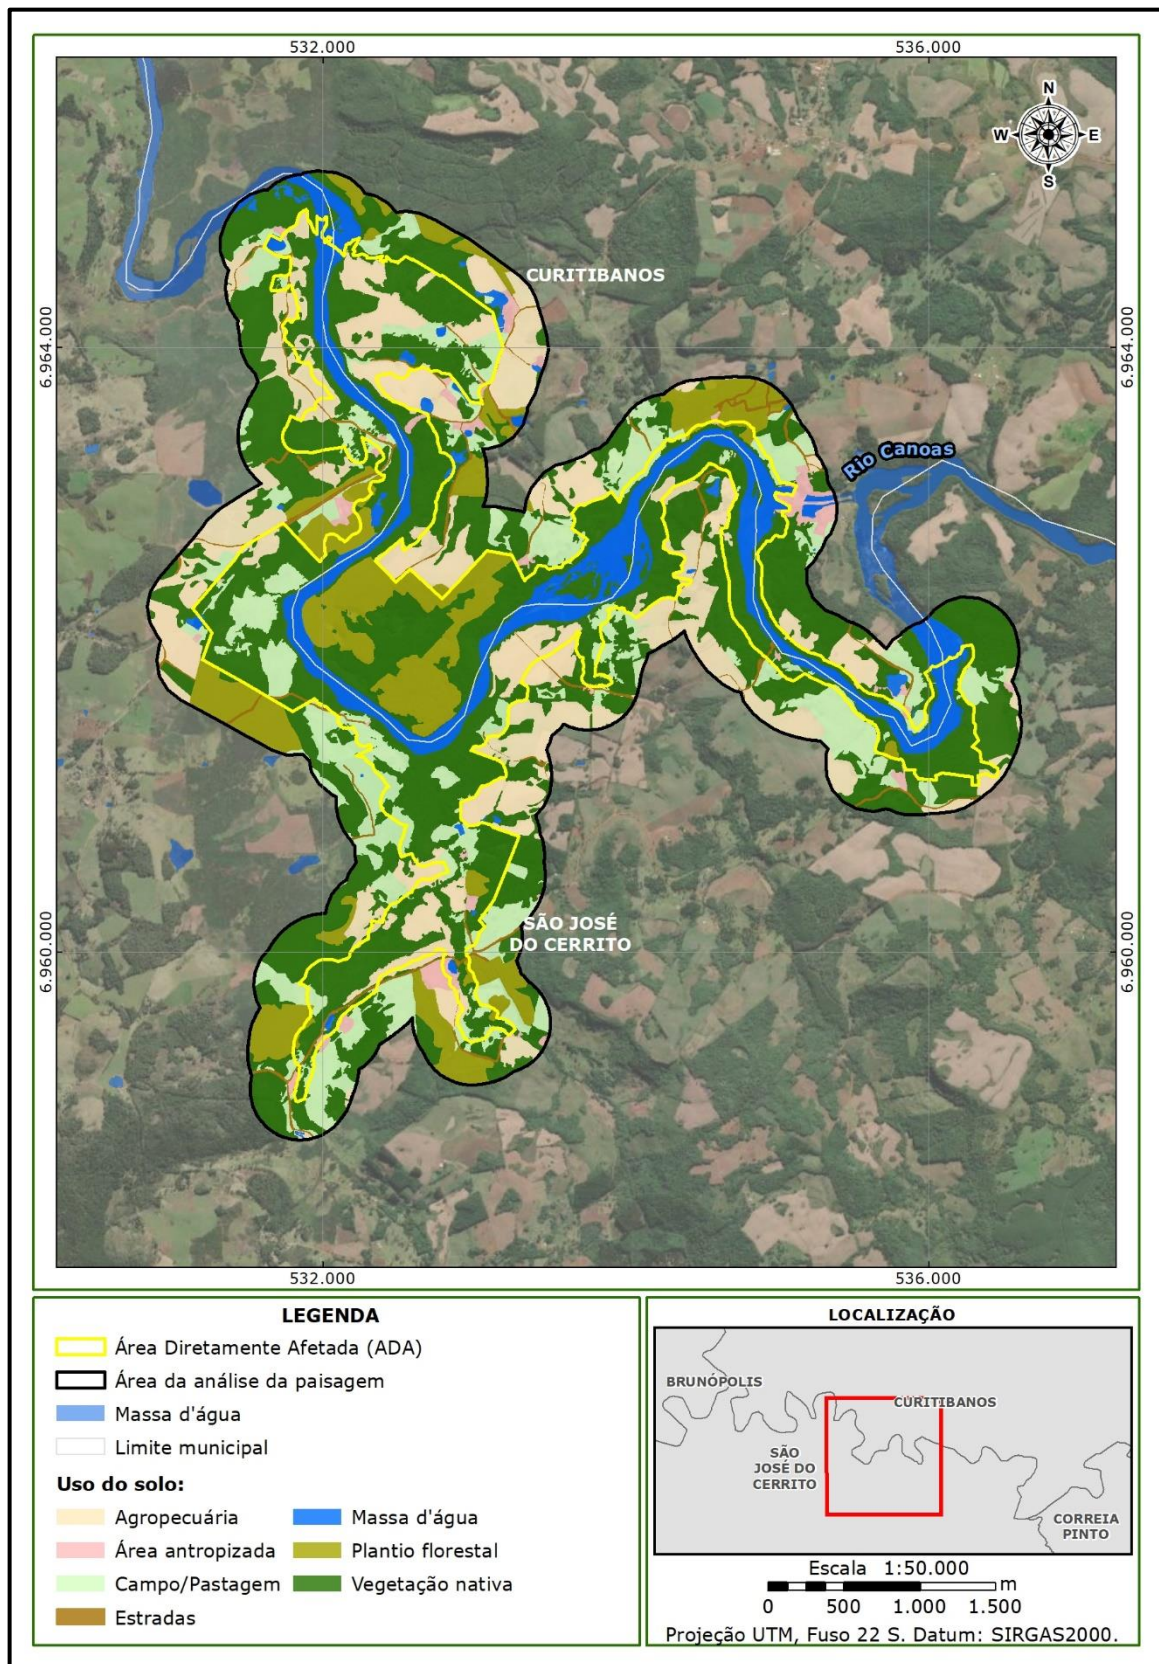 532.000
536.000
N
W
E
S
CURITIBANOS
6.964.000
6.964.000
Rio Canoas
SÃO JOSÉ
DO CERRITO
6.960.000
6.960.000
532.000
536.000
LEGENDA
Área Diretamente Afetada (ADA)
Área da análise da paisagem
Massa d'água
Limite municipal
Uso do solo:
Agropecuária
Massa d'água
Área antropizada
Plantio florestal
Campo/Pastagem
Vegetação nativa
Estradas
LOCALIZAÇÃO
BRUNÓPOLIS
CURITIBANOS
SÃO
JOSÉ DO
CERRITO
CORREIA
PINTO
Escala 1:50.000
m
0 500 1.000 1.500
Projeção UTM, Fuso 22 S. Datum: SIRGAS2000.